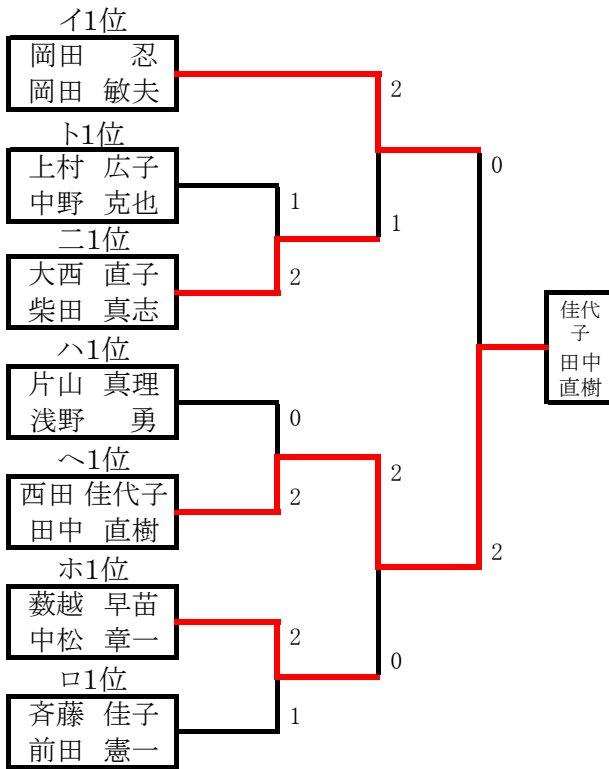 イ1位
岡田 忍
岡田 敏夫
2
0
ト1位
上村 広子
中野 克也
1
1
ニ1位
大西 直子
柴田 真志
2
佳代
子
田中
直樹
ハ1位
片山 真理
浅野 勇
0
2
ヘ1位
西田 佳代子
田中 直樹
2
2
ホ1位
薮越 早苗
中松 章一
2
0
ロ1位
斉藤 佳子
前田 憲一
1